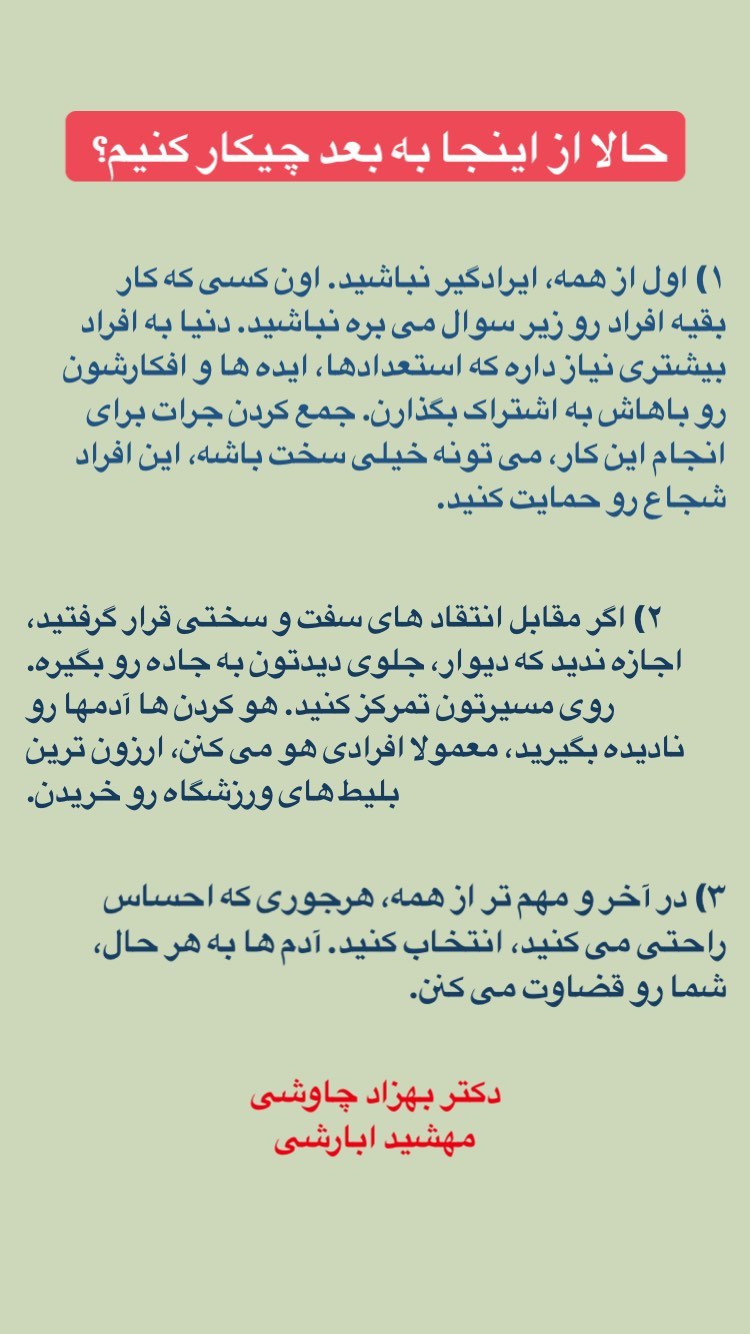 حالا از اینجا به بعد چیکار کنیم؟
۱) اول از همه، ایرادگیر نباشید. اون کسی که کار
بقیه افراد رو زیر سوال می بره نباشید. دنیا به افراد
بیشتری نیاز داره که استعدادها، ایده ها و افکارشون
رو باهاش به اشتراک بگذارن. جمع کردن جرات برای
انجام این کار، می تونه خیلی سخت باشه، این افراد
شجاع رو حمایت کنید.
۲) اگر مقابل انتقاد های سفت و سختی قرار گرفتید،
اجازه ندید که دیوار، جلوی دیدتون به جاده رو بگیره.
روی مسیرتون تمرکز کنید. هو کردن ها آدمها رو
نادیده بگیرید، معمولا افرادی هو می کنن، ارزون ترین
بلیط های ورزشگاه رو خریدن.
۳) در آخر و مهم تر از همه، هرجوری که احساس
راحتی می کنید، انتخاب کنید. آدم ها به هر حال،
شما رو قضاوت می کنن.
دکتر بهزاد چاوشی
مهشید ابارشی